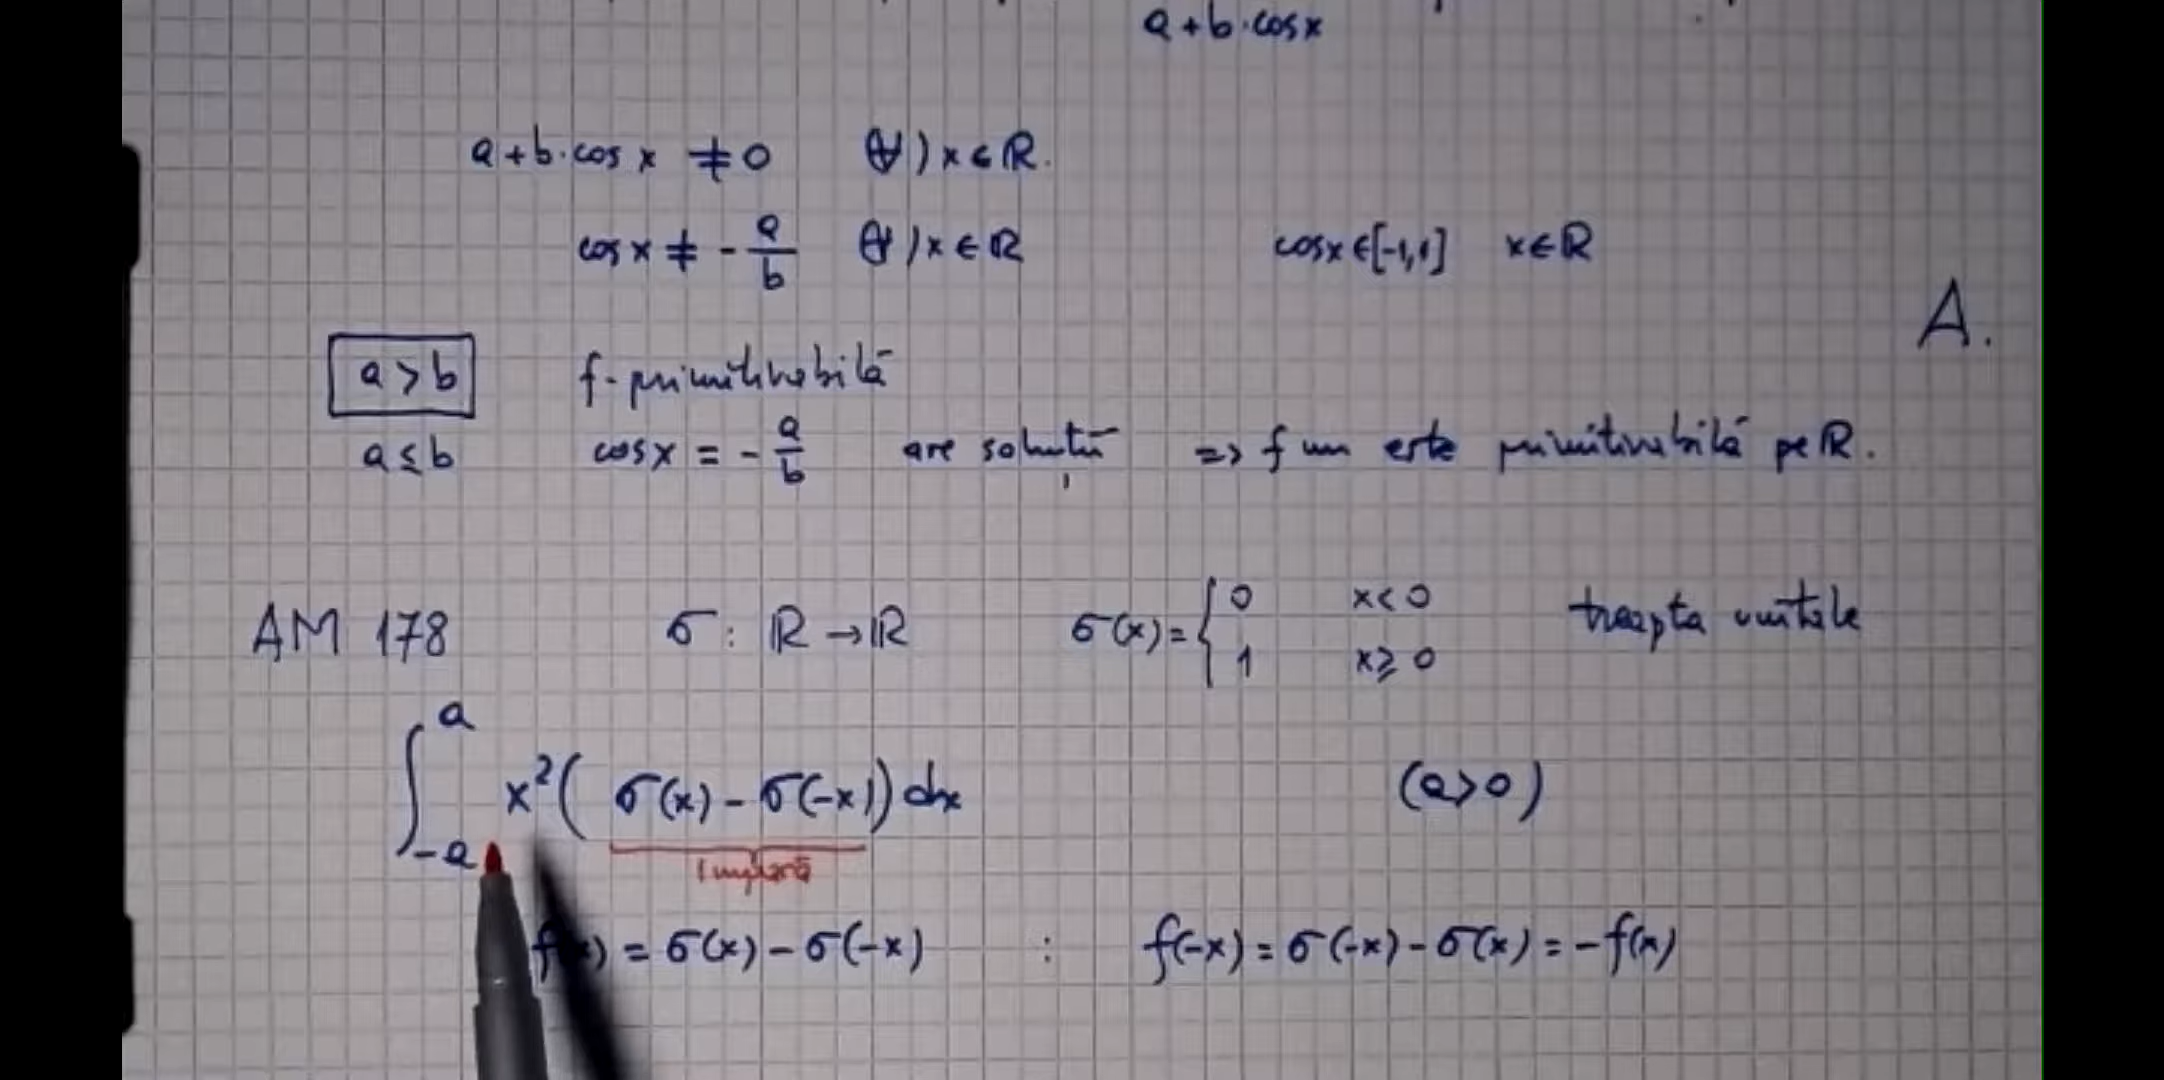 a + b·cos x
a + b·cos x ≠ 0 (∀) x ∈ ℝ.
cos x ≠ - a/b (∀) x ∈ ℝ cos x ∈ [-1,1] x ∈ ℝ
A.
a > b f - primitivabilă
a ≤ b cos x = - a/b are soluții => f nu este primitivabilă pe ℝ.
AM 178 σ : ℝ → ℝ σ(x) = { 0 x < 0 treapta unitate
1 x ≥ 0
∫_{-a}^{a} x² ( σ(x) - σ(-x) ) dx (a > 0)
Impară
= σ(x) - σ(-x) : f(-x) = σ(-x) - σ(x) = - f(x)